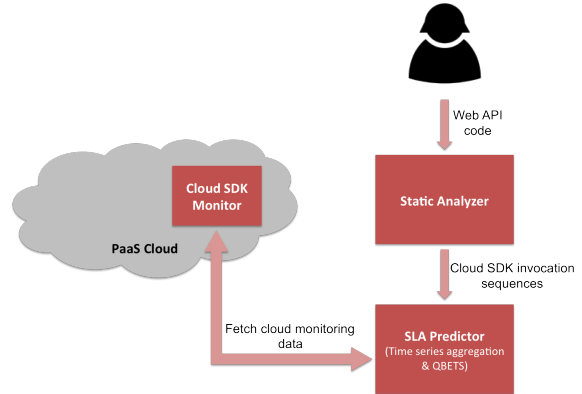 Web API
code
Cloud SDK
Monitor
Static Analyzer
PaaS Cloud
Cloud SDK invocation
sequences
Fetch cloud monitoring
data
SLA Predictor
(Time series aggregation
& QBETS)